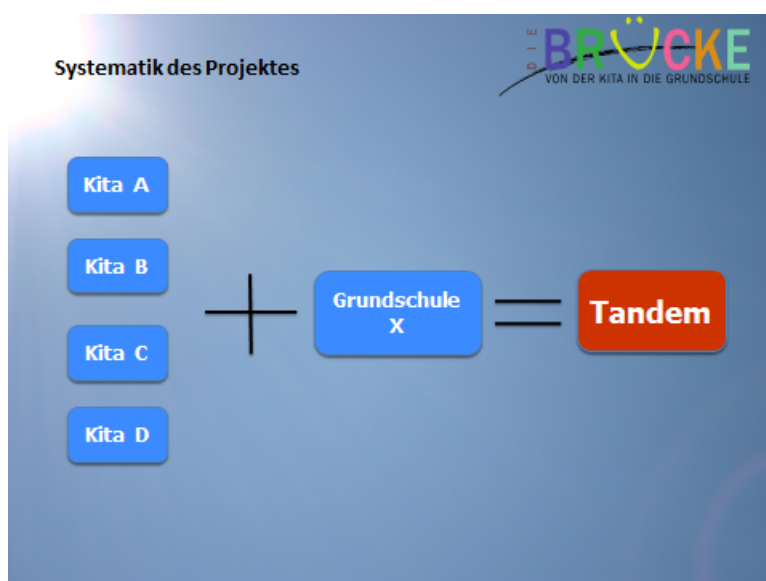 Systematik des Projektes
DIE
BRÜCKE
VON DER KITA IN DIE GRUNDSCHULE
Kita A
Kita B
Kita C
Kita D
Grundschule
X
Tandem